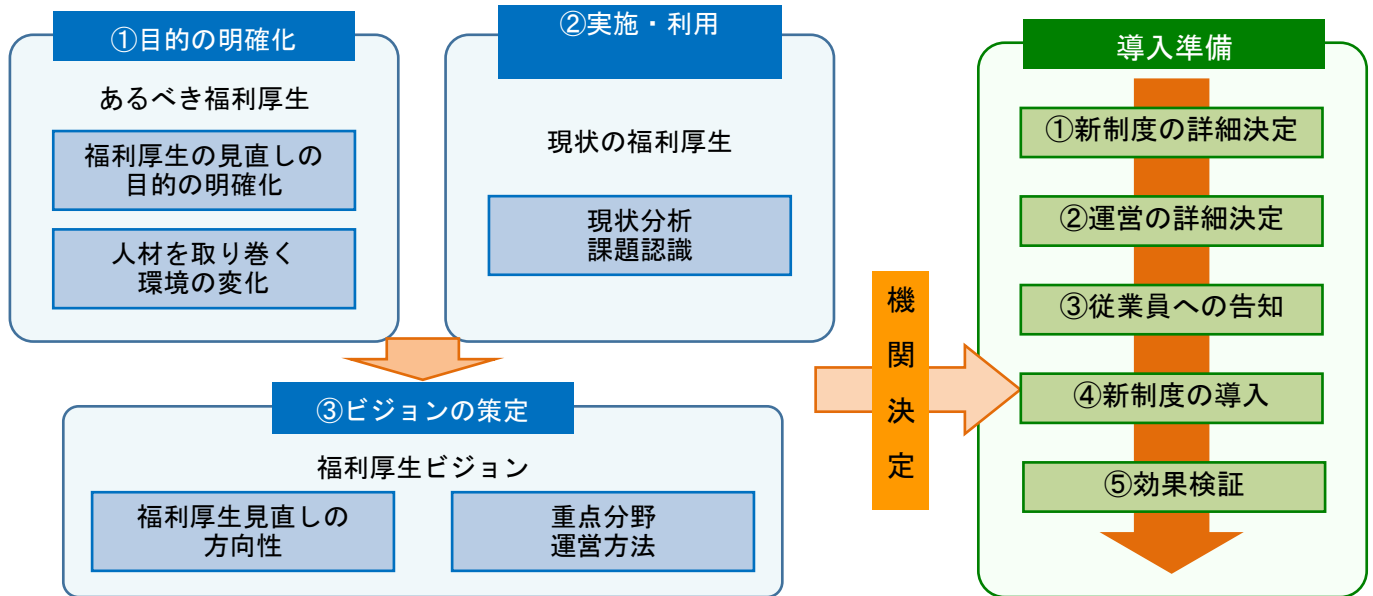 ①目的の明確化
あるべき福利厚生
福利厚生の見直しの
目的の明確化
人材を取り巻く
環境の変化
②実施・利用
現状の福利厚生
現状分析
課題認識
③ビジョンの策定
福利厚生ビジョン
福利厚生見直しの
方向性
重点分野
運営方法
機
関
決
定
導入準備
①新制度の詳細決定
②運営の詳細決定
③従業員への告知
④新制度の導入
⑤効果検証